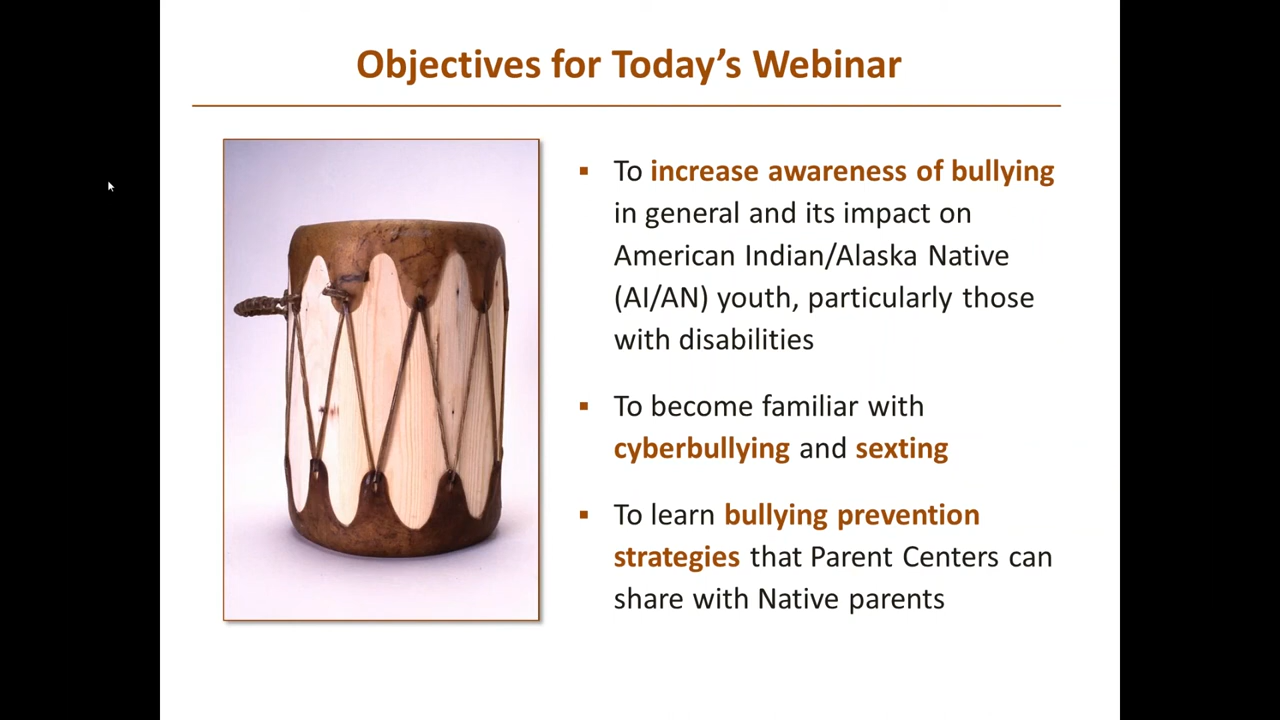 Objectives for Today’s Webinar
▪ To increase awareness of bullying
in general and its impact on
American Indian/Alaska Native
(AI/AN) youth, particularly those
with disabilities
▪ To become familiar with
cyberbullying and sexting
▪ To learn bullying prevention
strategies that Parent Centers can
share with Native parents